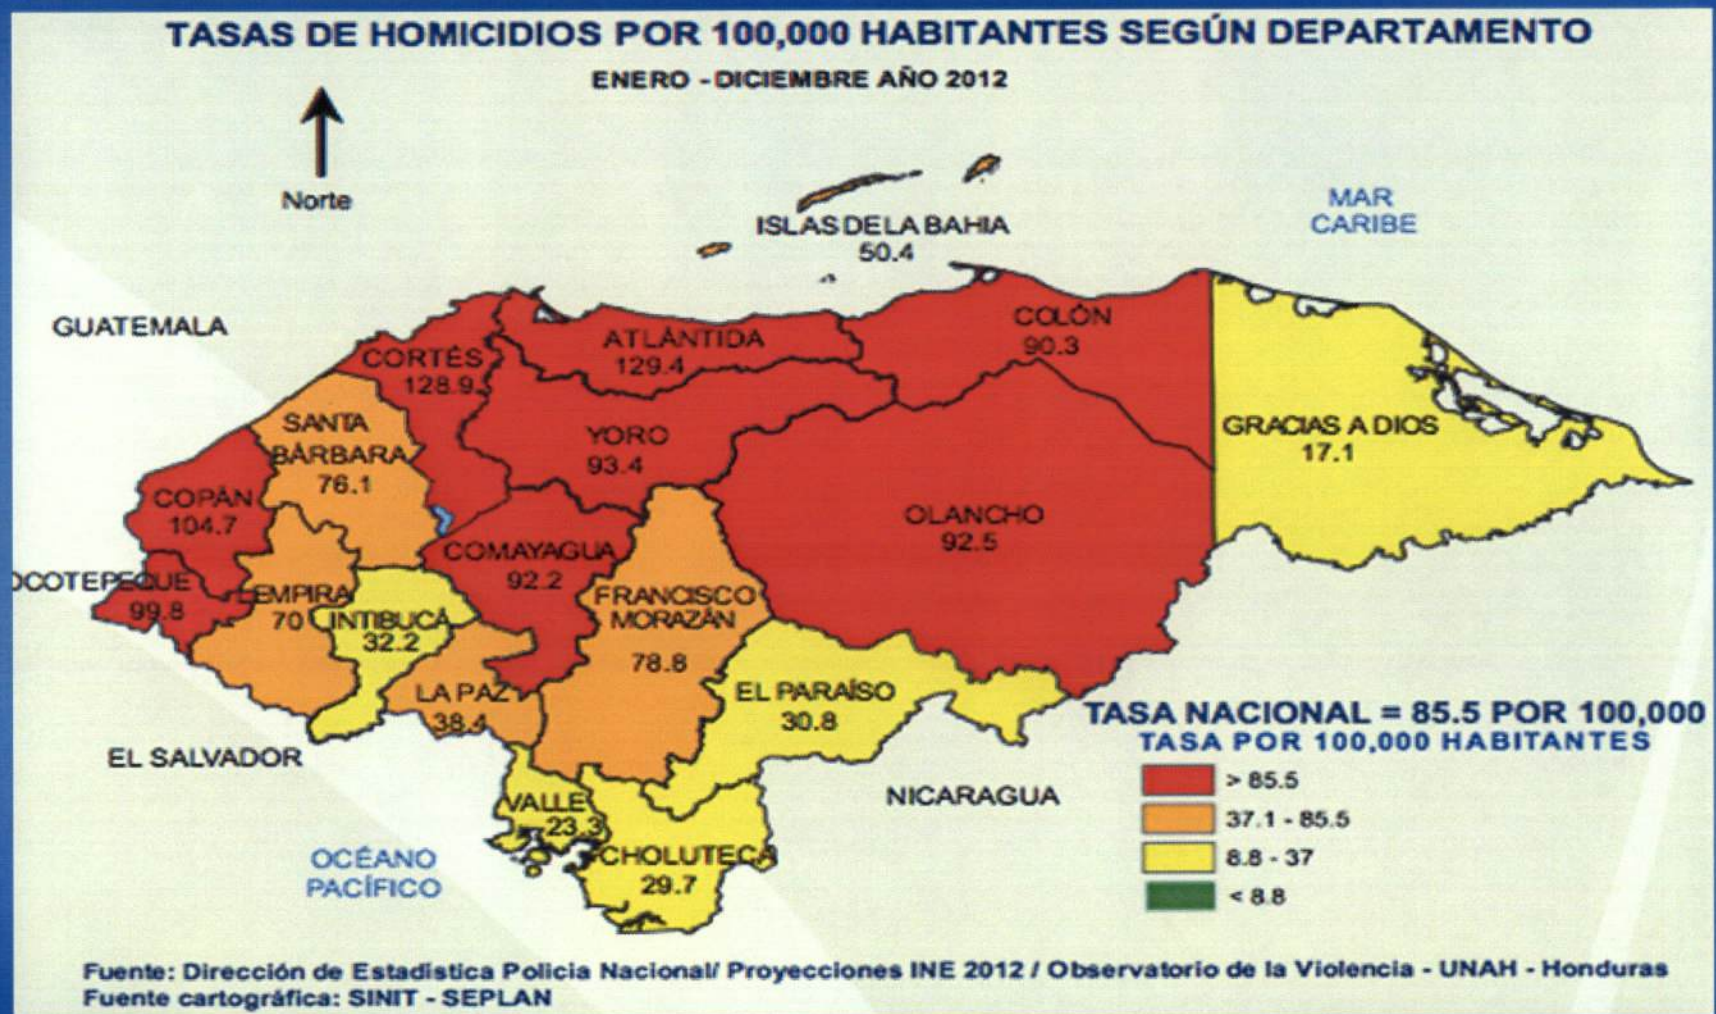 TASAS DE HOMICIDIOS POR 100,000 HABITANTES SEGÚN DEPARTAMENTO
ENERO - DICIEMBRE AÑO 2012
Norte
ISLAS DE LA BAHIA
50.4
MAR
CARIBE
GUATEMALA
CORTÉS
128.9
ATLÁNTIDA
129.4
COLÓN
90.3
SANTA
BÁRBARA
76.1
YORO
93.4
GRACIAS A DIOS
17.1
COPÁN
104.7
OLANCHO
92.5
COMAYAGUA
92.2
OCOTEPEQUE
99.8
LEMPIRA
70
INTIBUCÁ
32.2
FRANCISCO
MORAZÁN
78.8
LA PAZ
38.4
EL PARAÍSO
30.8
EL SALVADOR
NICARAGUA
VALLE
23.3
CHOLUTECA
29.7
OCÉANO
PACÍFICO
TASA NACIONAL = 85.5 POR 100,000
TASA POR 100,000 HABITANTES
> 85.5
37.1 - 85.5
8.8 - 37
< 8.8
Fuente: Dirección de Estadistica Policia Nacional/ Proyecciones INE 2012 / Observatorio de la Violencia - UNAH - Honduras
Fuente cartográfica: SINIT - SEPLAN